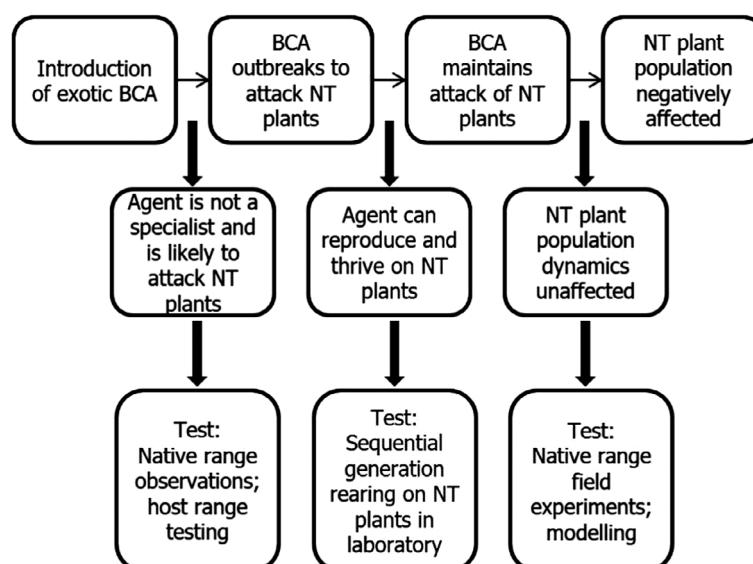 Introduction
of exotic BCA
BCA
outbreaks to
attack NT
plants
BCA
maintains
attack of NT
plants
NT plant
population
negatively
affected
Agent is not a
specialist and
is likely to
attack NT
plants
Agent can
reproduce and
thrive on NT
plants
NT plant
population
dynamics
unaffected
Test:
Native range
observations;
host range
testing
Test:
Sequential
generation
rearing on NT
plants in
laboratory
Test:
Native range
field
experiments;
modelling